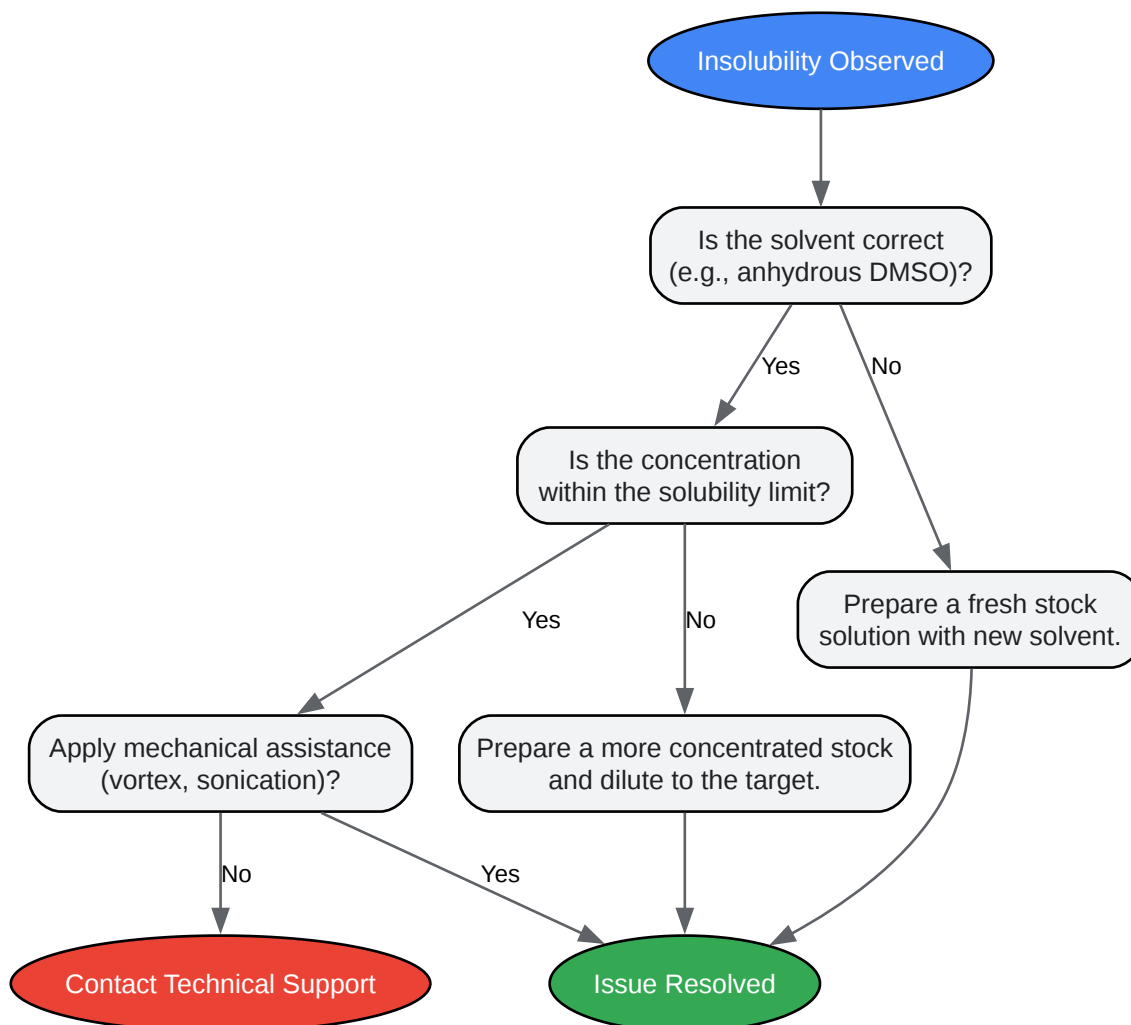 Insolubility Observed
Is the solvent correct
(e.g., anhydrous DMSO)?
Yes
No
Is the concentration
within the solubility limit?
Yes
No
Prepare a fresh stock
solution with new solvent.
Apply mechanical assistance
(vortex, sonication)?
Prepare a more concentrated stock
and dilute to the target.
No
Yes
Contact Technical Support
Issue Resolved